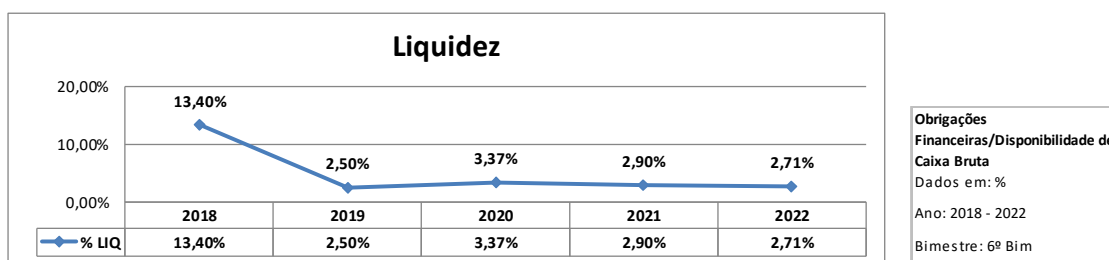 Liquidez
20,00%
10,00%
0,00%
13,40%
2,50%
3,37%
2,90%
2,71%
2018 2019 2020 2021 2022
% LIQ 13,40% 2,50% 3,37% 2,90% 2,71%
Obrigações
Financeiras/Disponibilidade de
Caixa Bruta
Dados em: %
Ano: 2018 - 2022
Bimestre: 6º Bim